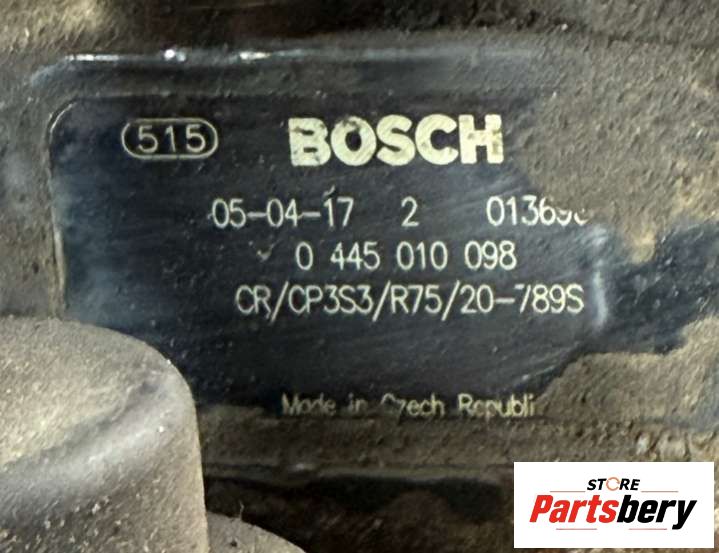 515 BOSCH
05-04-17 2
0 445 010 098
CR/CP3S3/R75/20-789S
Made in Czech
STORE
Partsbery